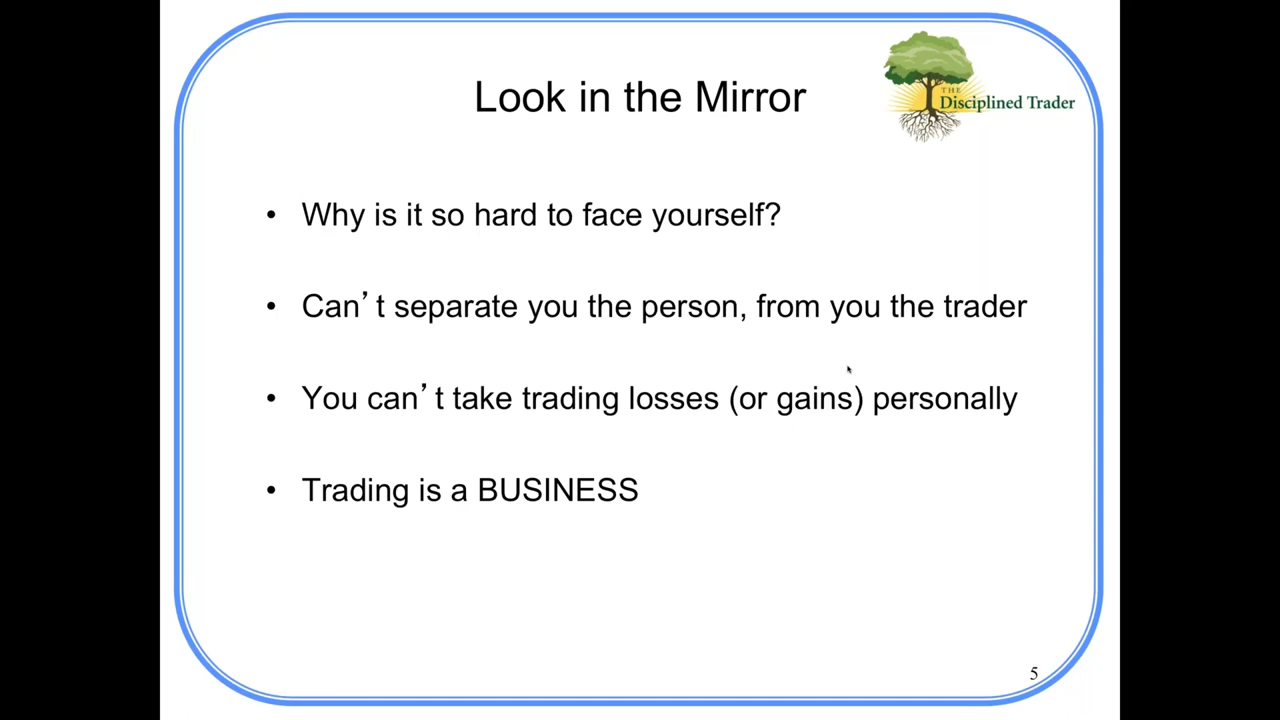 Look in the Mirror
THE
Disciplined Trader
• Why is it so hard to face yourself?
• Can’t separate you the person, from you the trader
• You can’t take trading losses (or gains) personally
• Trading is a BUSINESS
5